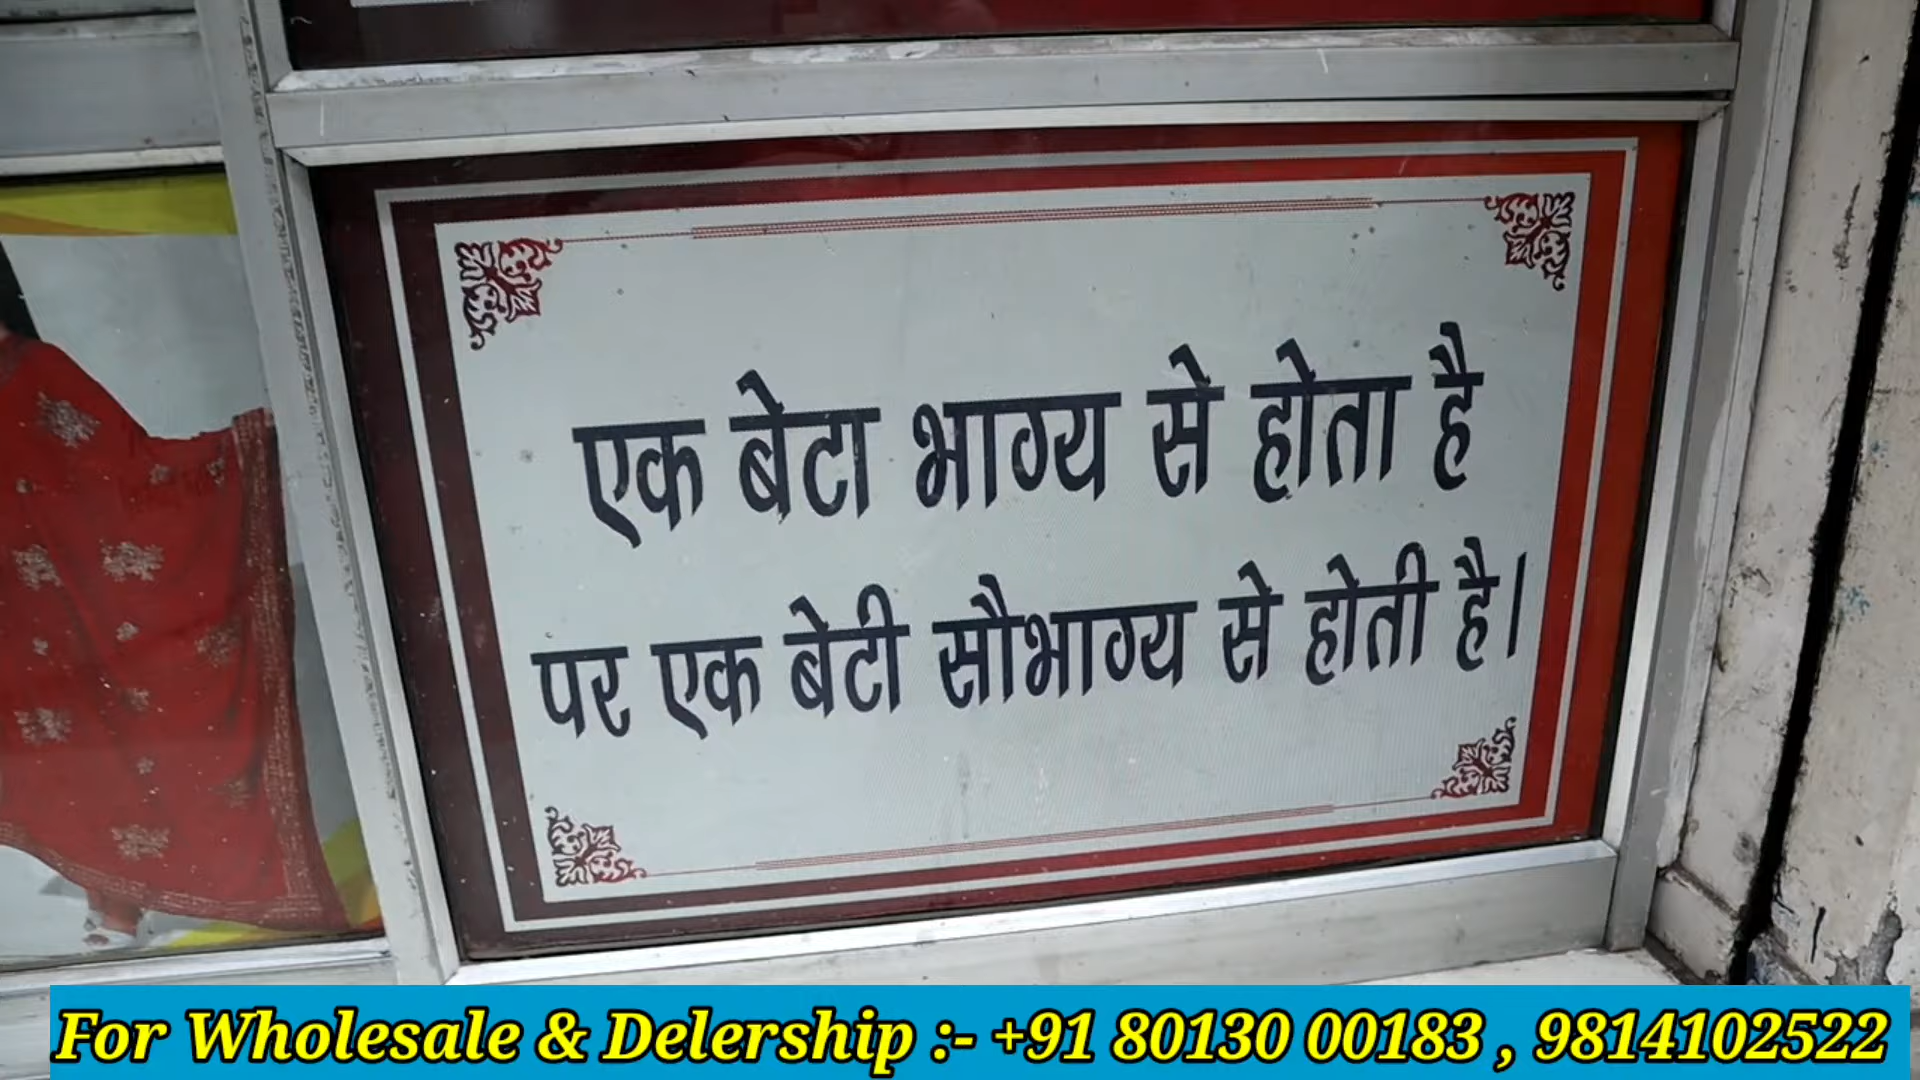 एक बेटा भाग्य से होता है
पर एक बेटी सौभाग्य से होती है।
For Wholesale & Delership :- +91 80130 00183 , 9814102522